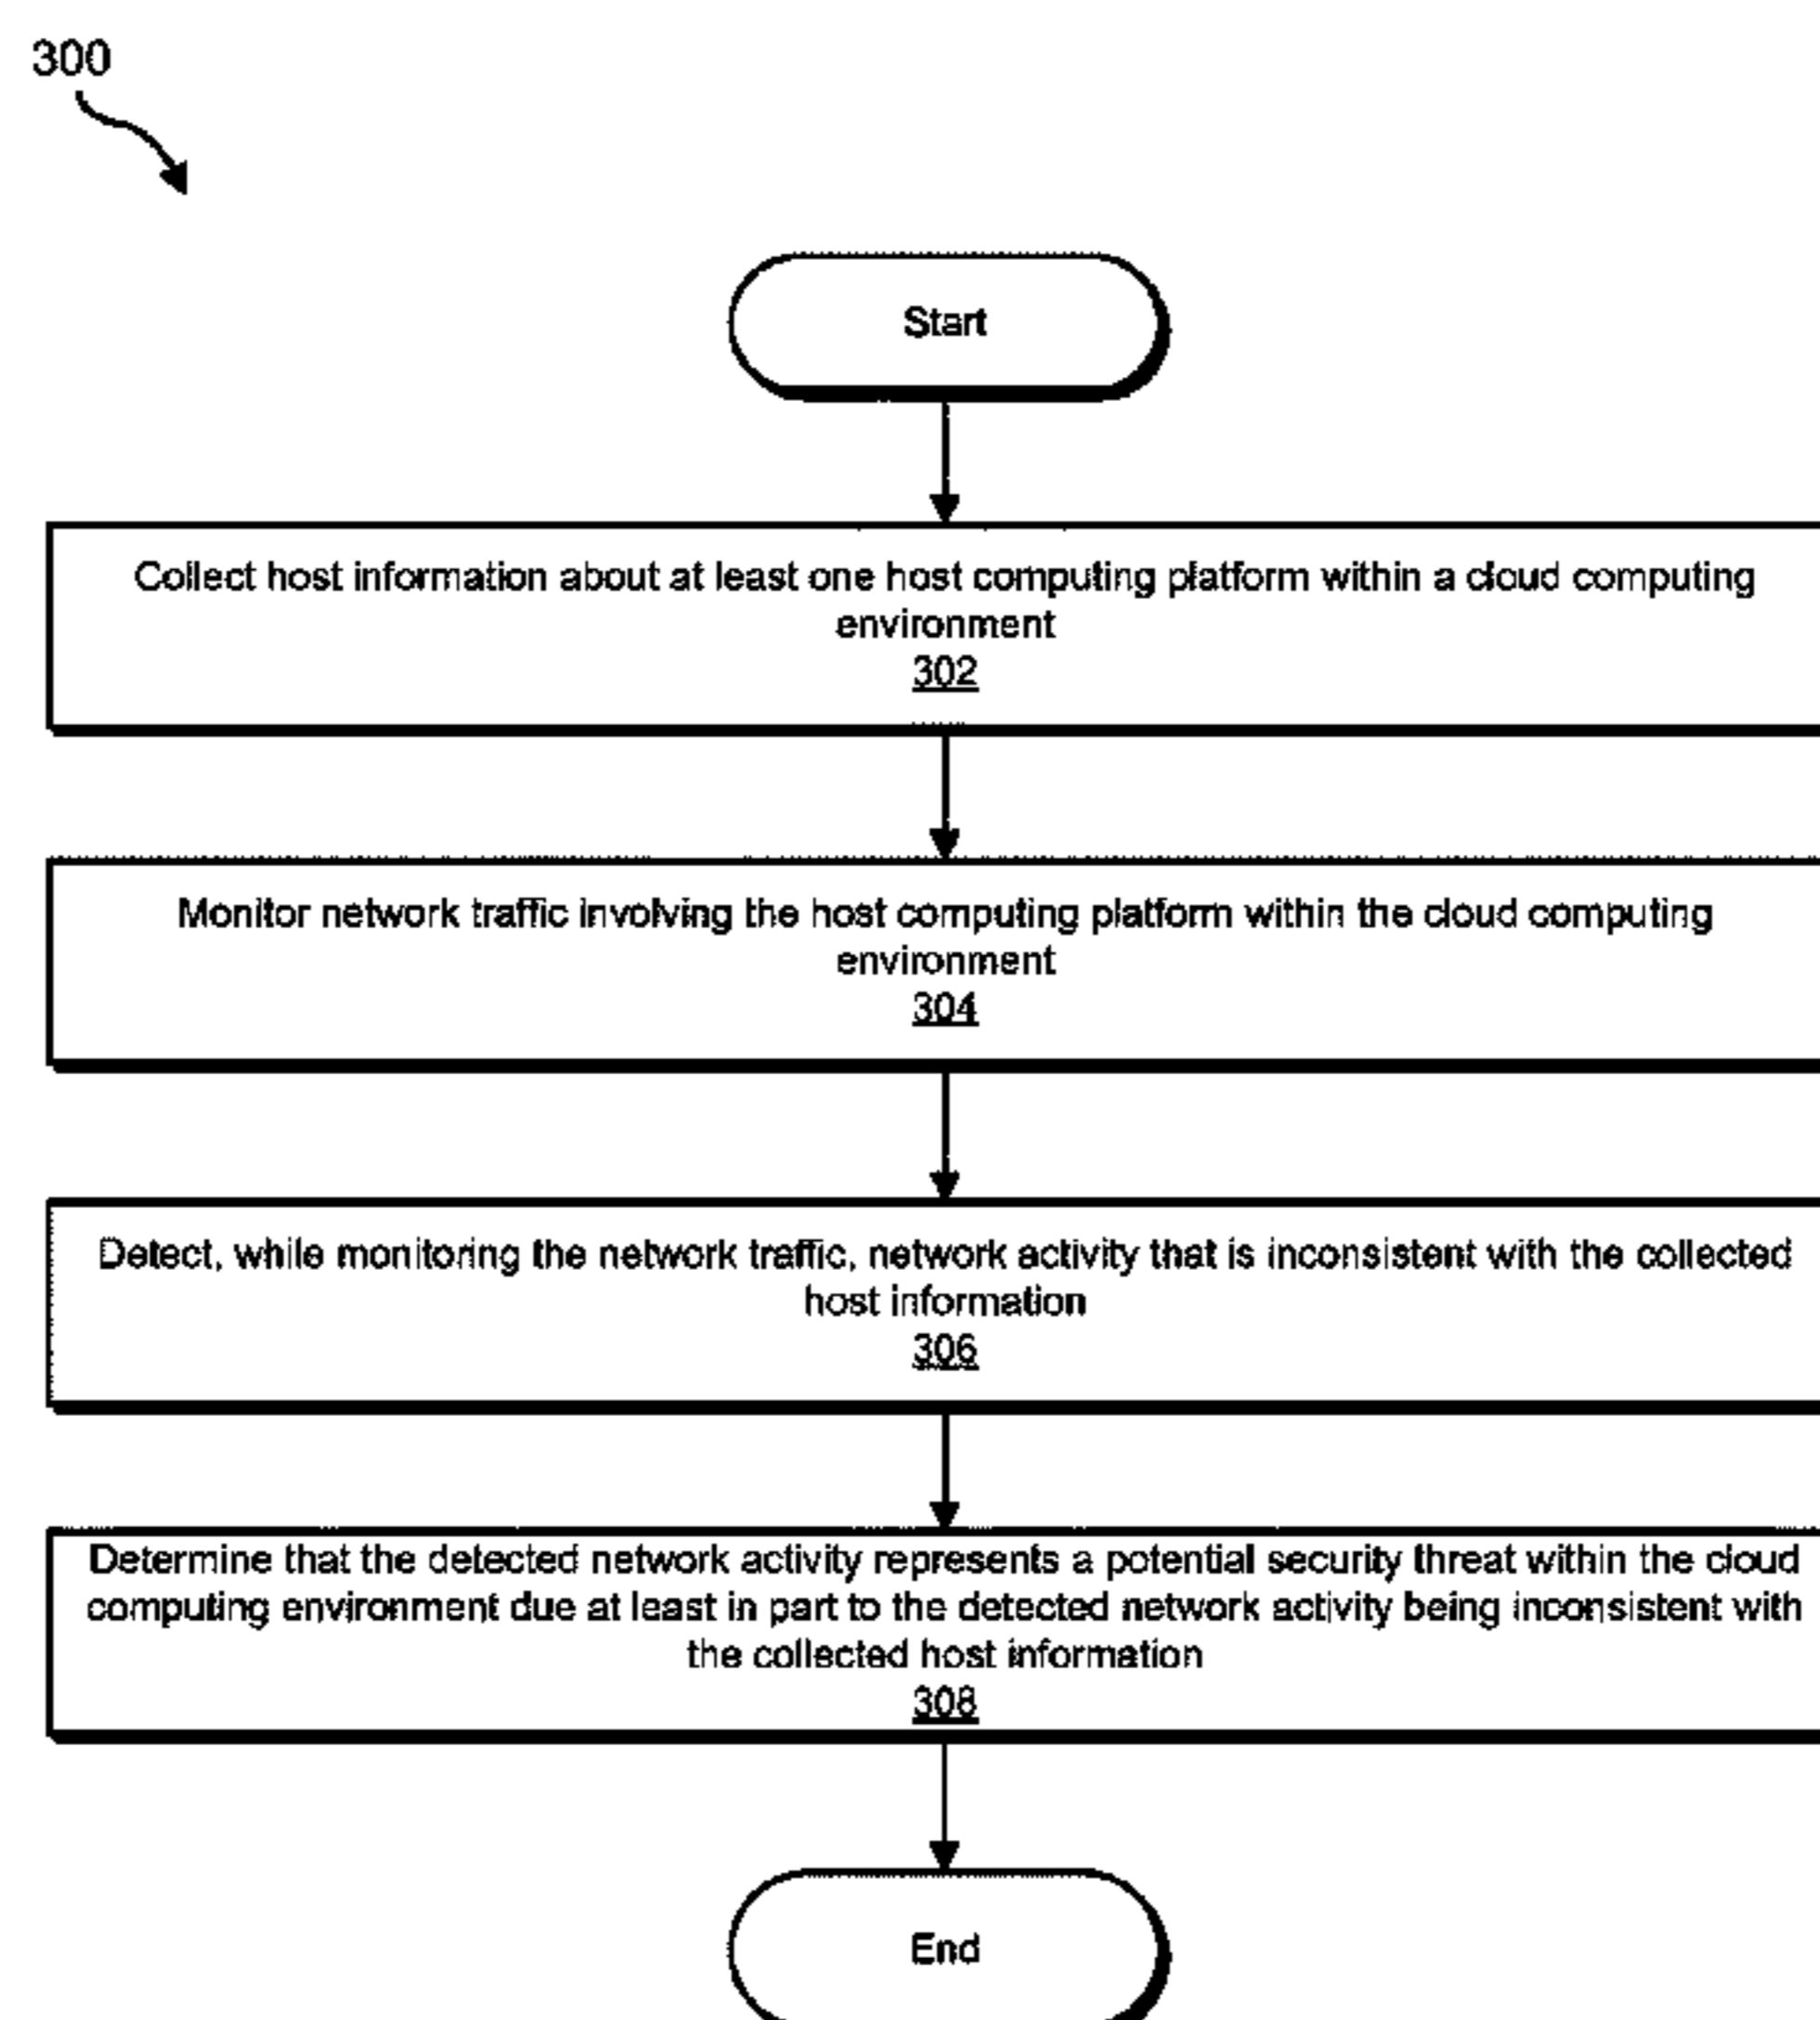 300
Start
Collect host information about at least one host computing platform within a cloud computing
environment
302
Monitor network traffic involving the host computing platform within the cloud computing
environment
304
Detect, while monitoring the network traffic, network activity that is inconsistent with the collected
host information
306
Determine that the detected network activity represents a potential security threat within the cloud
computing environment due at least in part to the detected network activity being inconsistent with
the collected host information
308
End